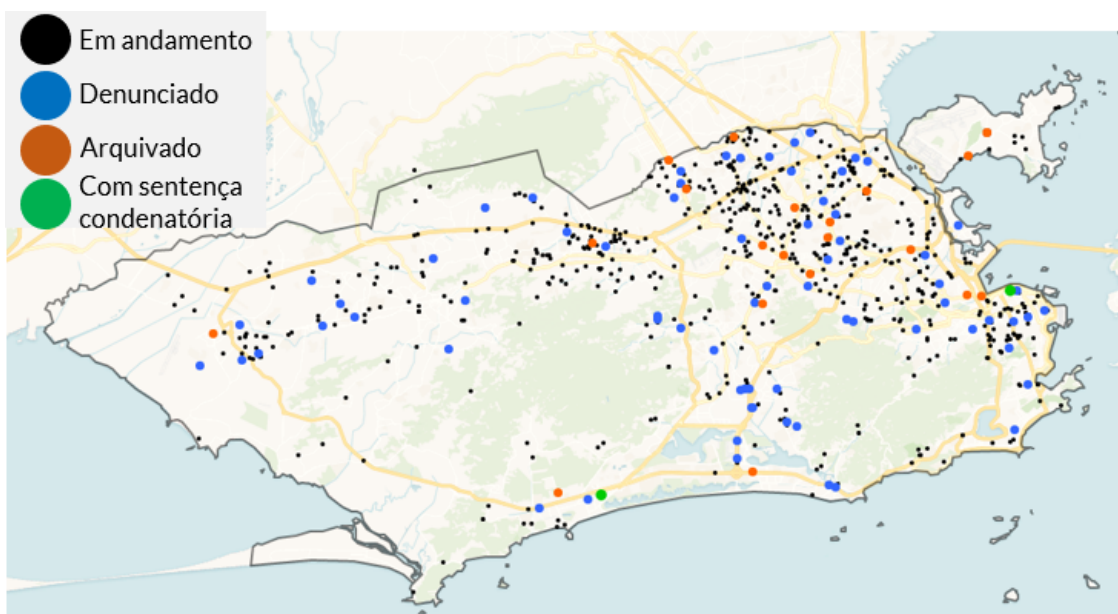 Em andamento
Denunciado
Arquivado
Com sentença
condenatória